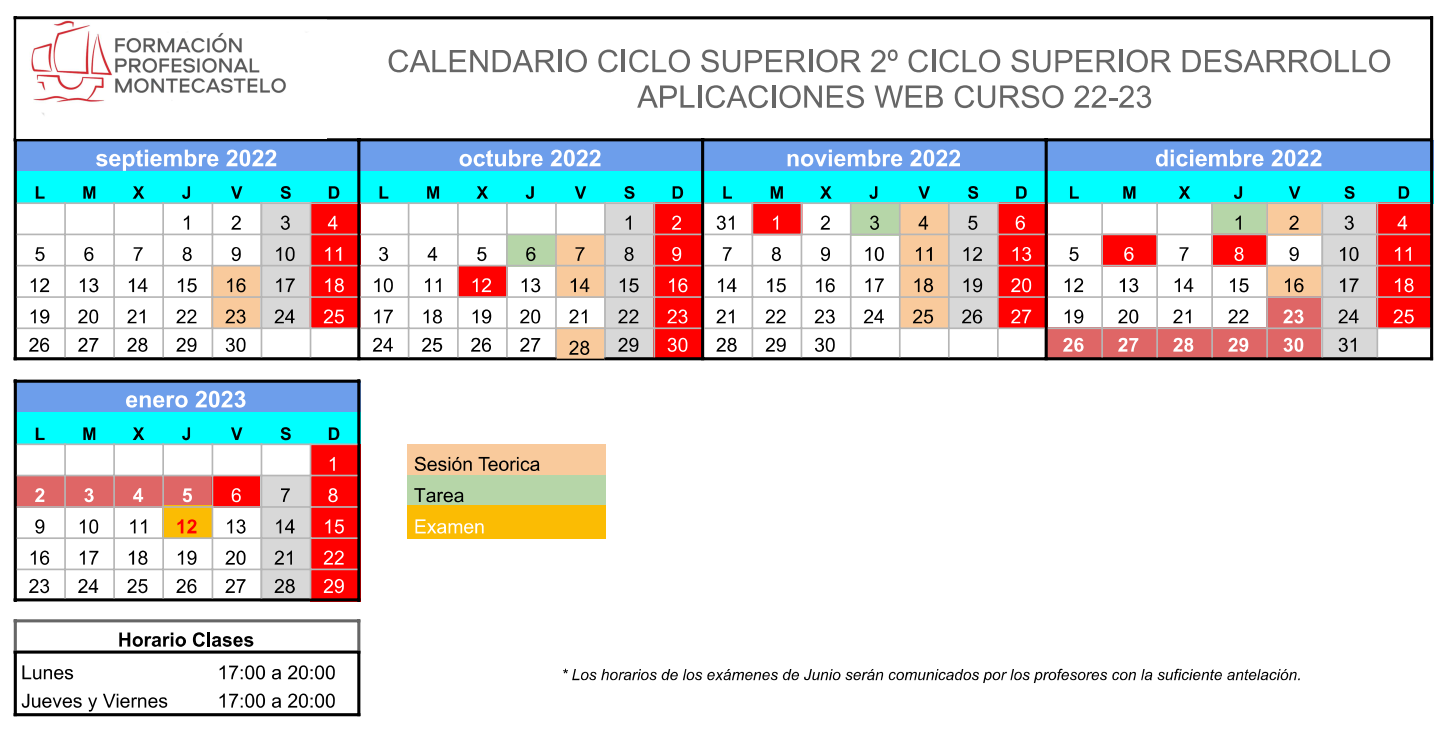 FORMACIÓN
PROFESIONAL
MONTECASTELO
CALENDARIO CICLO SUPERIOR 2º CICLO SUPERIOR DESARROLLO
APLICACIONES WEB CURSO 22-23
septiembre 2022
L M X J V S D
1 2 3 4
5 6 7 8 9 10 11
12 13 14 15 16 17 18
19 20 21 22 23 24 25
26 27 28 29 30
octubre 2022
L M X J V S D
1 2
3 4 5 6 7 8 9
10 11 12 13 14 15 16
17 18 19 20 21 22 23
24 25 26 27 28 29 30
noviembre 2022
L M X J V S D
31 1 2 3 4 5 6
7 8 9 10 11 12 13
14 15 16 17 18 19 20
21 22 23 24 25 26 27
28 29 30
diciembre 2022
L M X J V S D
1 2 3 4
5 6 7 8 9 10 11
12 13 14 15 16 17 18
19 20 21 22 23 24 25
26 27 28 29 30 31
enero 2023
L M X J V S D
1
2 3 4 5 6 7 8
9 10 11 12 13 14 15
16 17 18 19 20 21 22
23 24 25 26 27 28 29
Sesión Teorica
Tarea
Examen
Horario Clases
Lunes 17:00 a 20:00
Jueves y Viernes 17:00 a 20:00
* Los horarios de los exámenes de Junio serán comunicados por los profesores con la suficiente antelación.